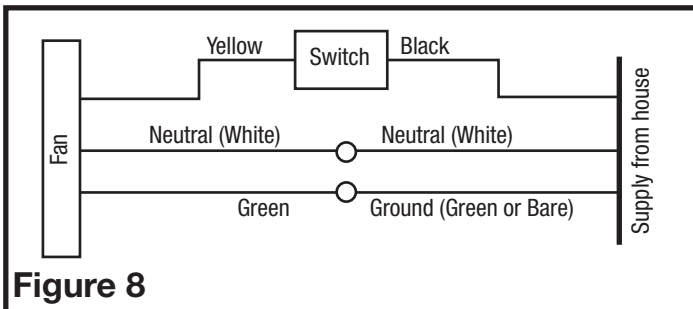 Yellow
Switch
Black
Fan
Neutral (White)
Neutral (White)
Green
Ground (Green or Bare)
Supply from house
Figure 8